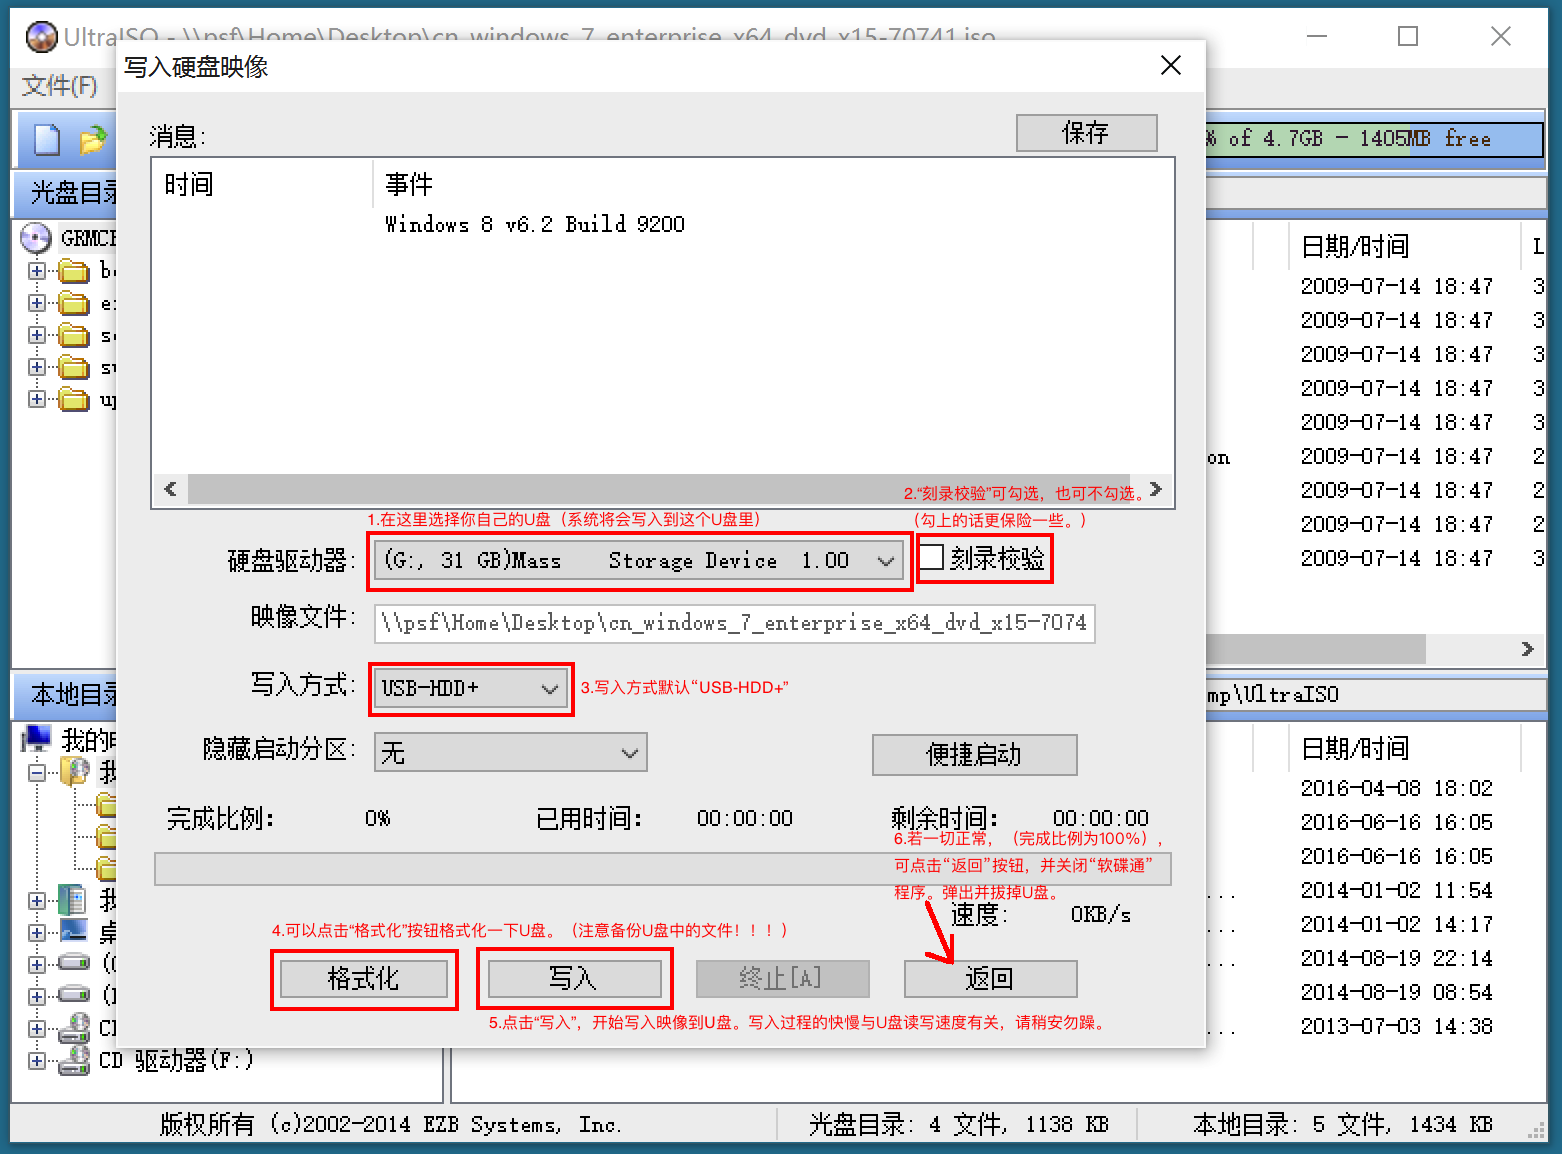 UltraISO - \\psf\Home\Desktop\cn_windows_7_enterprise_x64_dvd_x15-70741.iso
文件(F)
写入硬盘映像
消息:
保存
% of 4.7GB - 1405MB free
光盘目录
时间 事件
Windows 8 v6.2 Build 9200
日期/时间
2009-07-14 18:47 3
2009-07-14 18:47 3
2009-07-14 18:47 3
2009-07-14 18:47 3
2009-07-14 18:47 3
on 2009-07-14 18:47 2
2009-07-14 18:47 2
2009-07-14 18:47 2
2009-07-14 18:47 3
2.“刻录校验”可勾选，也可不勾选。
（勾上的话更保险一些。）
1.在这里选择你自己的U盘（系统将会写入到这个U盘里）
硬盘驱动器: (G:, 31 GB)Mass Storage Device 1.00
刻录校验
映像文件: \\psf\Home\Desktop\cn_windows_7_enterprise_x64_dvd_x15-7074
写入方式: USB-HDD+
3.写入方式默认“USB-HDD+”
隐藏启动分区: 无
便捷启动
完成比例: 0% 已用时间: 00:00:00 剩余时间: 00:00:00
6.若一切正常，（完成比例为100%），
可点击“返回”按钮，并关闭“软碟通”
程序。弹出并拔掉U盘。
速度: 0KB/s
4.可以点击“格式化”按钮格式化一下U盘。（注意备份U盘中的文件！！！）
格式化 写入 终止[A] 返回
5.点击“写入”，开始写入映像到U盘。写入过程的快慢与U盘读写速度有关，请稍安勿躁。
本地目录
mp\UltraISO
我的
日期/时间
2016-04-08 18:02
2016-06-16 16:05
2016-06-16 16:05
... 2014-01-02 11:54
... 2014-01-02 14:17
... 2014-08-19 22:14
2014-08-19 08:54
... 2013-07-03 14:38
CD 驱动器(F:)
版权所有 (c)2002-2014 EZB Systems, Inc.
光盘目录: 4 文件, 1138 KB
本地目录: 5 文件, 1434 KB